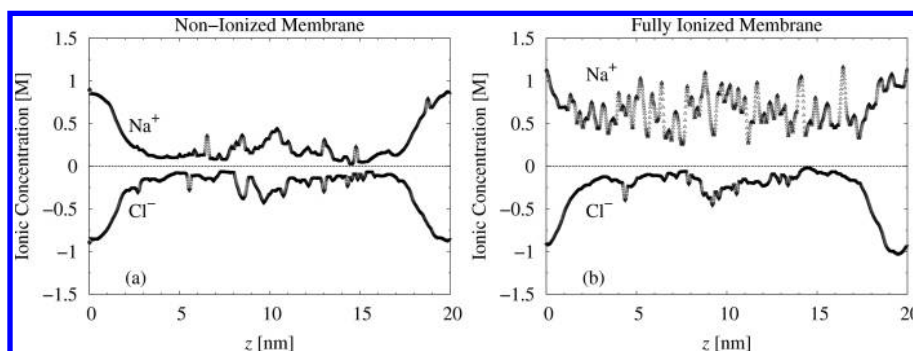 Non-Ionized Membrane
Ionic Concentration [M]
1.5
1
0.5
0
-0.5
-1
-1.5
Na+
Cl−
(a)
0 5 10 15 20
z [nm]
Fully Ionized Membrane
Ionic Concentration [M]
1.5
1
0.5
0
-0.5
-1
-1.5
Na+
Cl−
(b)
0 5 10 15 20
z [nm]